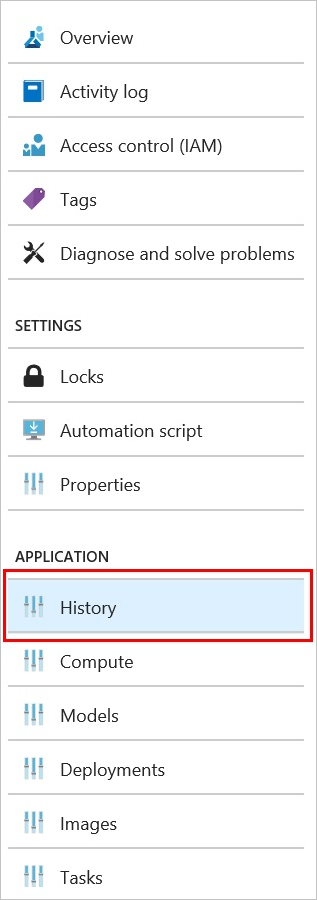 Overview
Activity log
Access control (IAM)
Tags
Diagnose and solve problems
SETTINGS
Locks
Automation script
Properties
APPLICATION
History
Compute
Models
Deployments
Images
Tasks